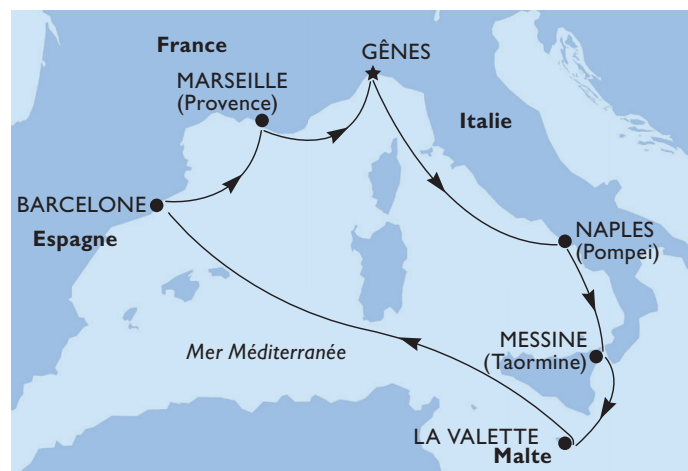 France
GÊNES
MARSEILLE
(Provence)
Italie
BARCELONE
Espagne
NAPLES
(Pompei)
MESSINE
(Taormine)
Mer Méditerranée
LA VALETTE
Malte